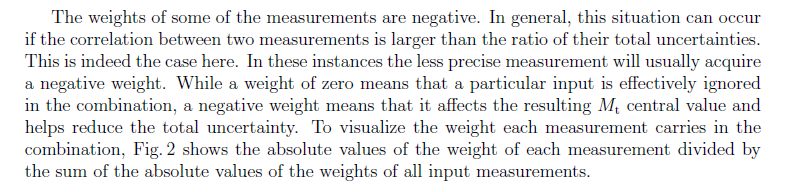 The weights of some of the measurements are negative. In general, this situation can occur
if the correlation between two measurements is larger than the ratio of their total uncertainties.
This is indeed the case here. In these instances the less precise measurement will usually acquire
a negative weight. While a weight of zero means that a particular input is effectively ignored
in the combination, a negative weight means that it affects the resulting Mₜ central value and
helps reduce the total uncertainty. To visualize the weight each measurement carries in the
combination, Fig. 2 shows the absolute values of the weight of each measurement divided by
the sum of the absolute values of the weights of all input measurements.